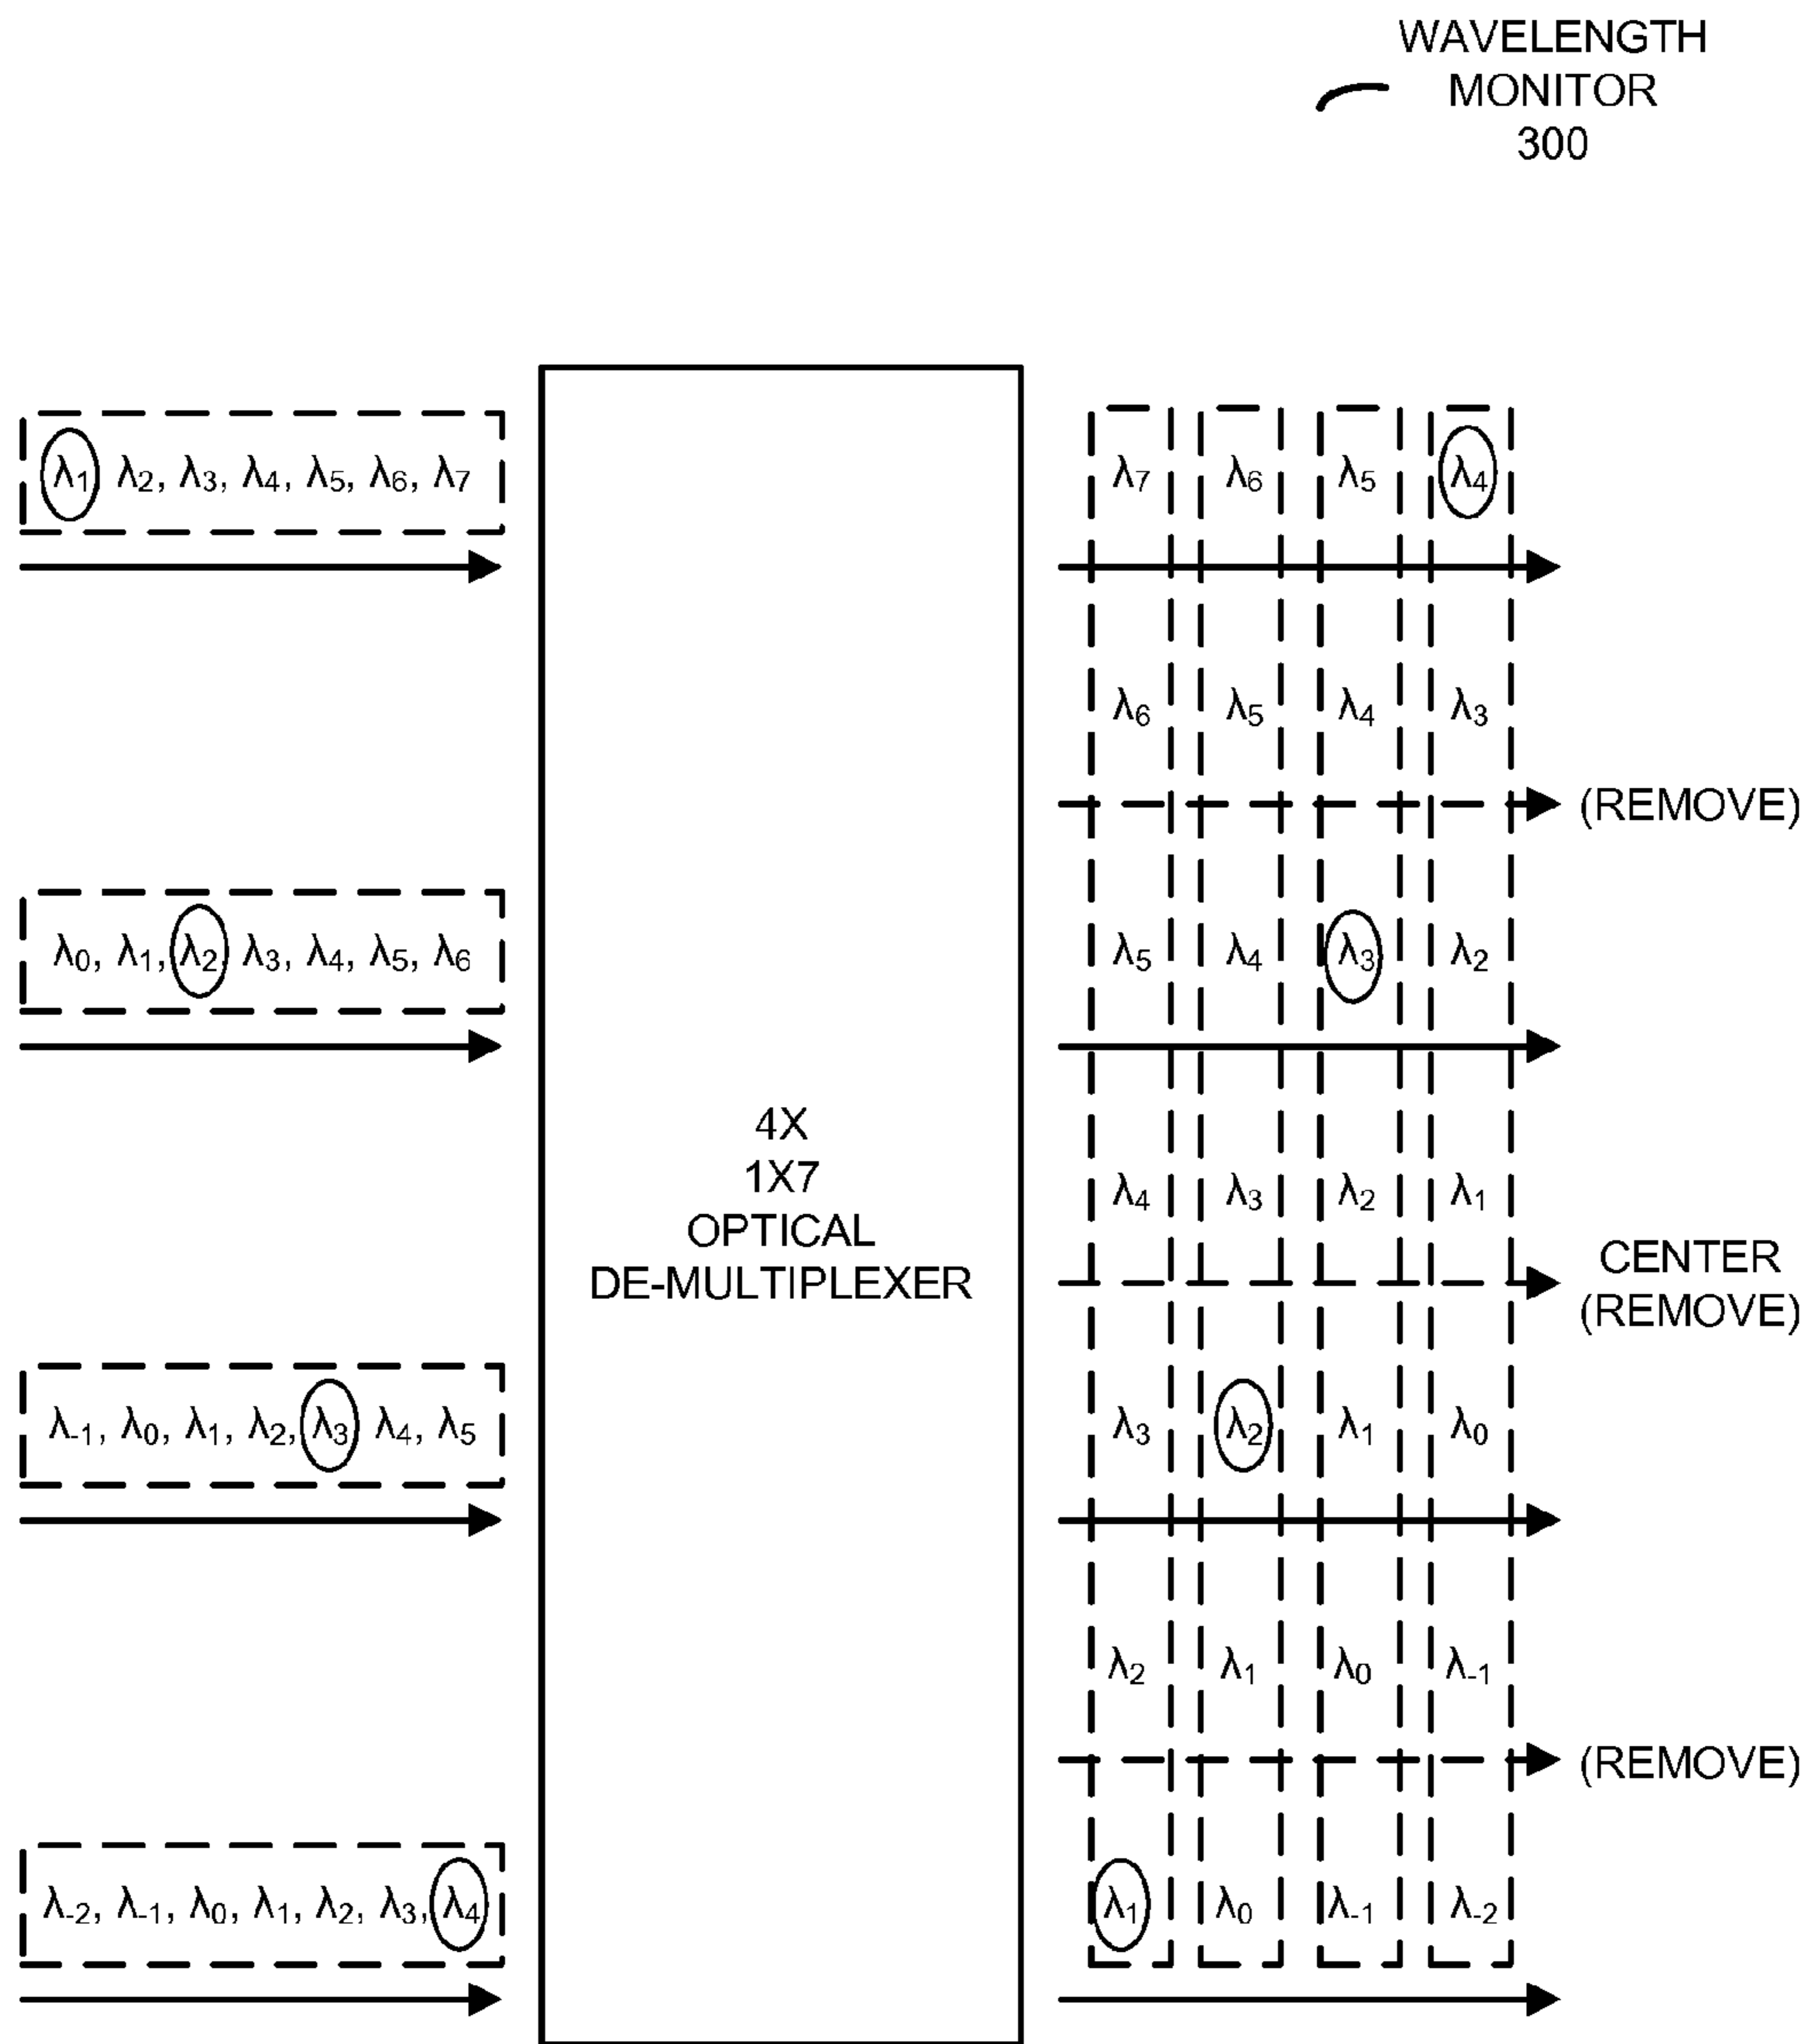 WAVELENGTH
MONITOR
300
λ1 λ2, λ3, λ4, λ5, λ6, λ7
λ0, λ1, λ2 λ3, λ4, λ5, λ6
λ-1, λ0, λ1, λ2, λ3 λ4, λ5
λ-2, λ-1, λ0, λ1, λ2, λ3, λ4
4X
1X7
OPTICAL
DE-MULTIPLEXER
λ7 λ6 λ5 λ4
λ6 λ5 λ4 λ3
(REMOVE)
λ5 λ4 λ3 λ2
λ4 λ3 λ2 λ1
CENTER
(REMOVE)
λ3 λ2 λ1 λ0
λ2 λ1 λ0 λ-1
(REMOVE)
λ1 λ0 λ-1 λ-2